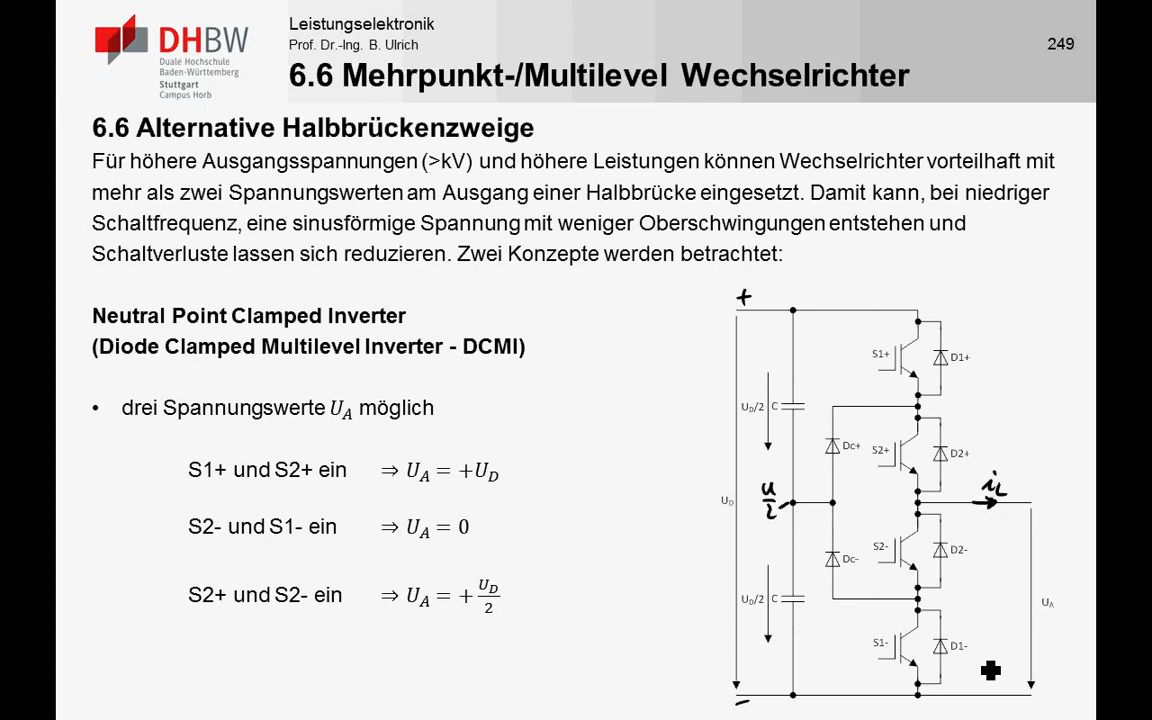 DHBW
Duale Hochschule
Baden-Württemberg
Stuttgart
Campus Horb
Leistungselektronik
Prof. Dr.-Ing. B. Ulrich
249
6.6 Mehrpunkt-/Multilevel Wechselrichter
6.6 Alternative Halbbrückenzweige
Für höhere Ausgangsspannungen (>kV) und höhere Leistungen können Wechselrichter vorteilhaft mit
mehr als zwei Spannungswerten am Ausgang einer Halbbrücke eingesetzt. Damit kann, bei niedriger
Schaltfrequenz, eine sinusförmige Spannung mit weniger Oberschwingungen entstehen und
Schaltverluste lassen sich reduzieren. Zwei Konzepte werden betrachtet:
Neutral Point Clamped Inverter
(Diode Clamped Multilevel Inverter - DCMI)
• drei Spannungswerte U_A möglich
S1+ und S2+ ein ⇒ U_A = +U_D
S2- und S1- ein ⇒ U_A = 0
S2+ und S2- ein ⇒ U_A = + U_D/2
+
S1+ D1+
U_D/2 C
Dc+ S2+ D2+
i_L
U_D
u/2
S2- D2-
Dc-
U_D/2 C
U_A
S1- D1-
-